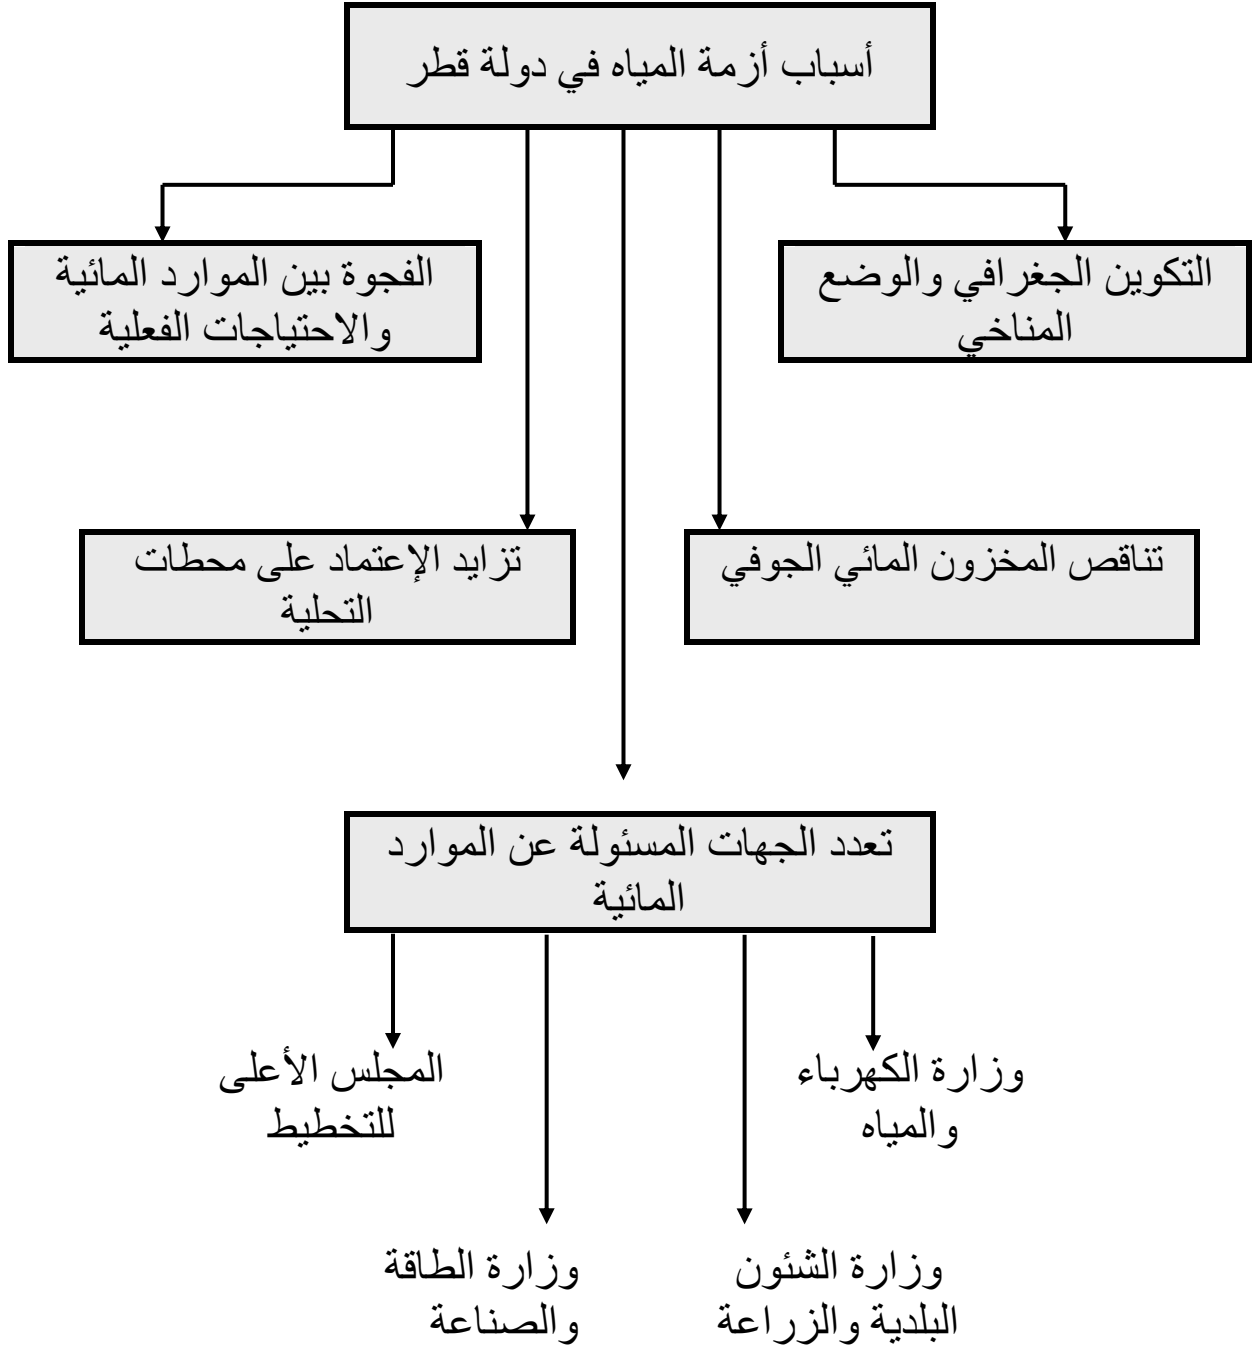 أسباب أزمة المياه في دولة قطر
التكوين الجغرافي والوضع
المناخي
الفجوة بين الموارد المائية
والاحتياجات الفعلية
تناقص المخزون المائي الجوفي
تزايد الإعتماد على محطات
التحلية
تعدد الجهات المسئولة عن الموارد
المائية
وزارة الكهرباء
والمياه
المجلس الأعلى
للتخطيط
وزارة الشئون
البلدية والزراعة
وزارة الطاقة
والصناعة